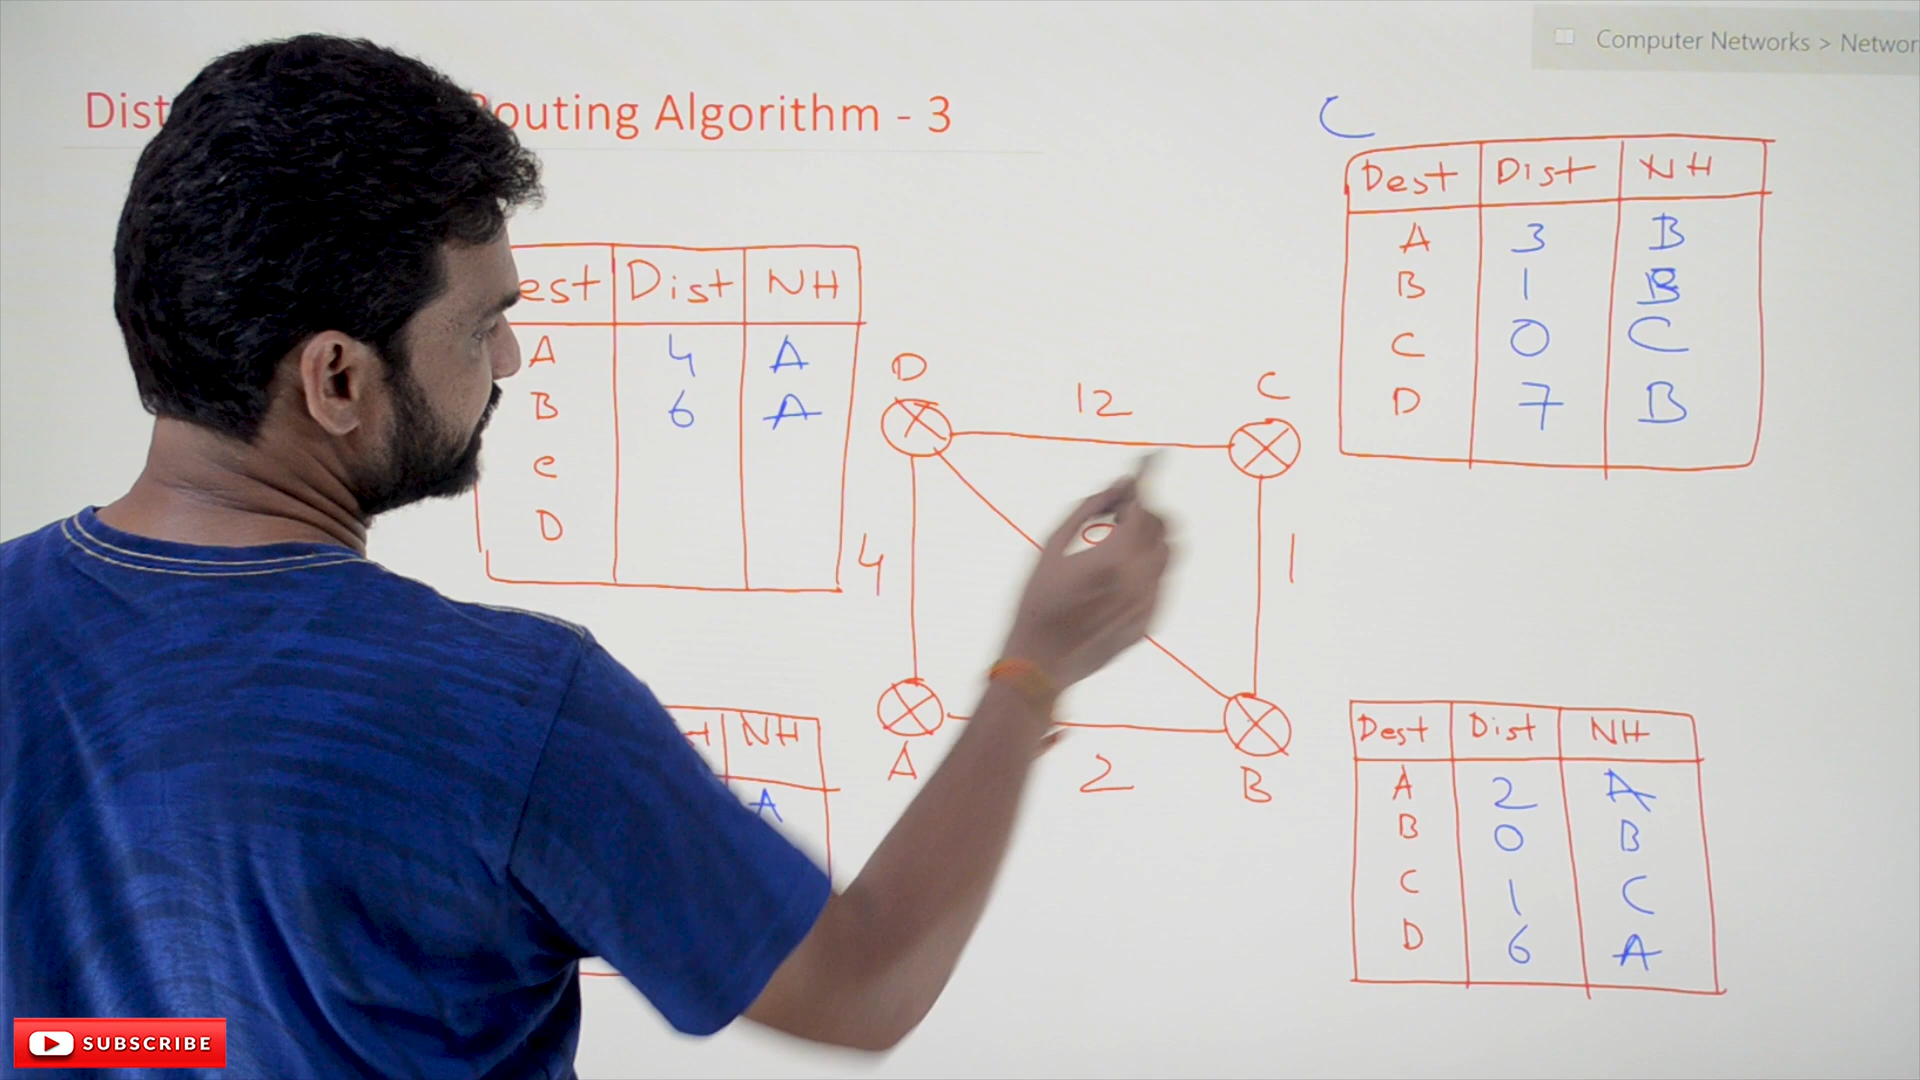 Computer Networks > Networ
Dist outing Algorithm - 3
C
Dest Dist NH
A 3 B
B 1 B
C 0 C
D 7 B
est Dist NH
A 4 A
B 6 A
C
D
D
12
C
4
1
A
2
B
NH
A
Dest Dist NH
A 2 A
B 0 B
C 1 C
D 6 A
SUBSCRIBE